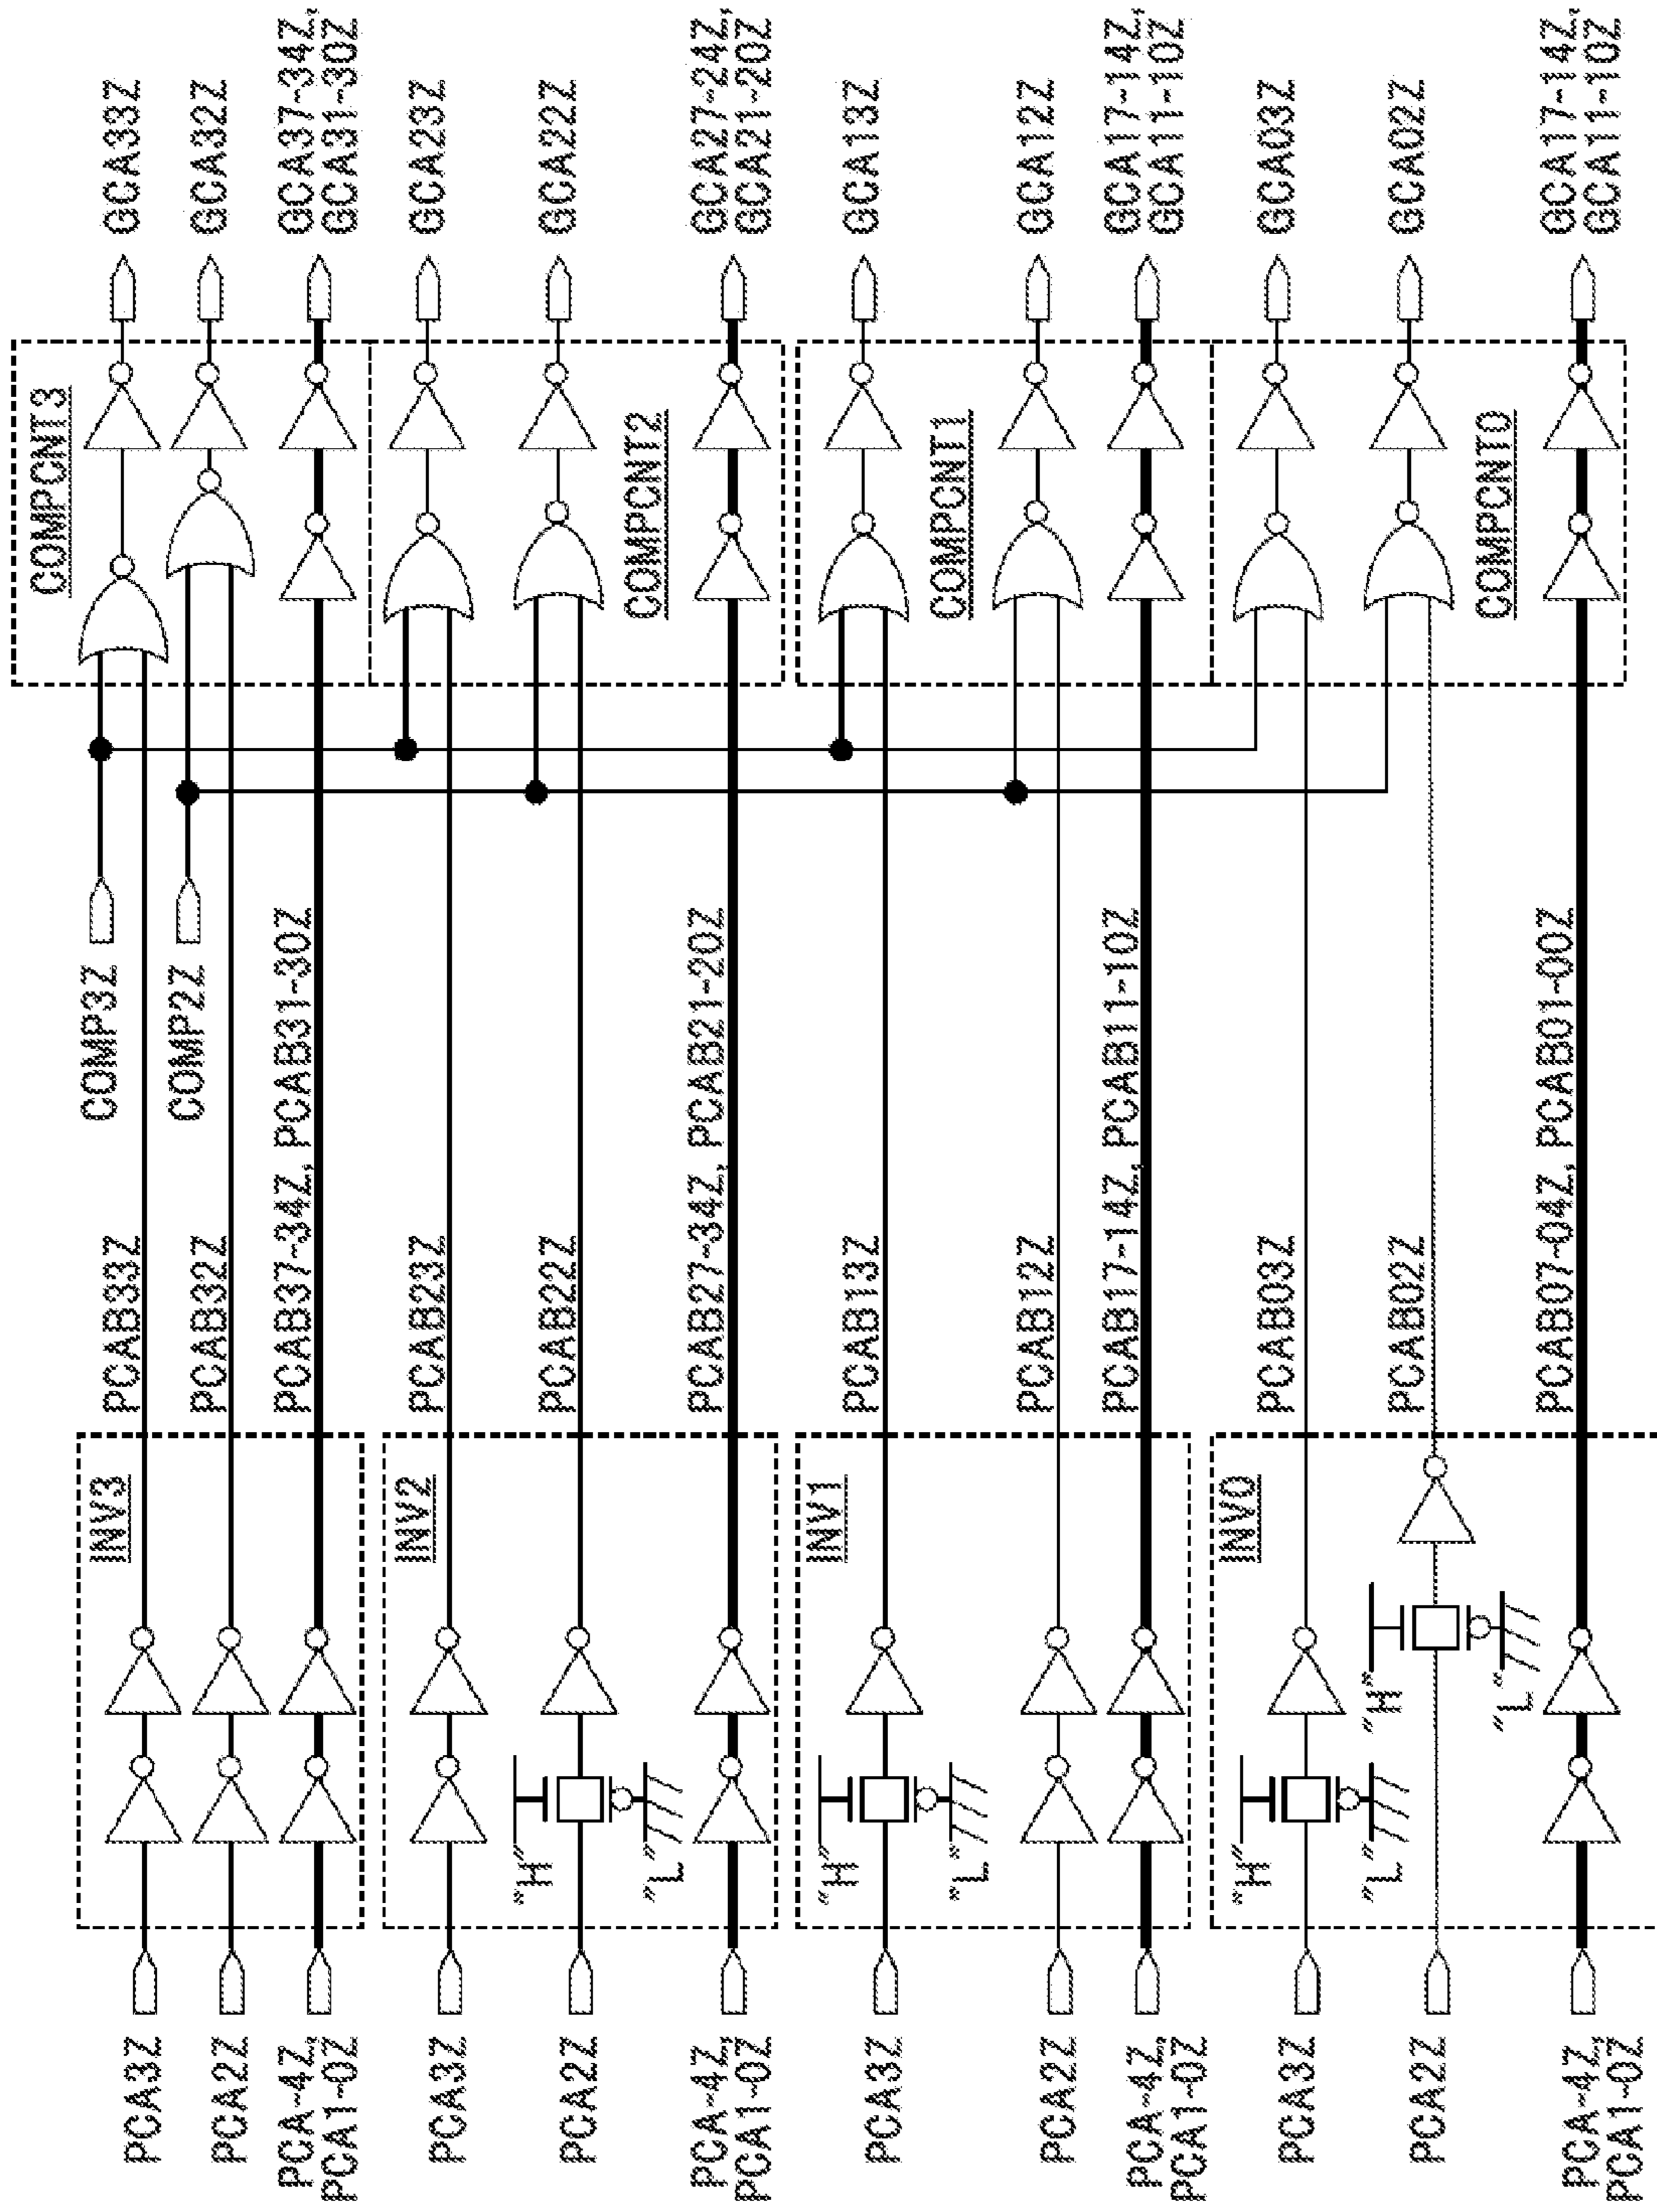 PCA3Z
PCA2Z
PCA-4Z,
PCA1-0Z
PCA3Z
PCA2Z
PCA-4Z,
PCA1-0Z
PCA3Z
PCA2Z
PCA-4Z,
PCA1-0Z
PCA3Z
PCA2Z
PCA-4Z,
PCA1-0Z
INV3
INV2
"H"
"L"
INV1
"H"
"L"
INV0
"H"
"L"
"H"
"L"
PCAB33Z
PCAB32Z
PCAB37-34Z, PCAB31-30Z
PCAB23Z
PCAB22Z
PCAB27-34Z, PCAB21-20Z
PCAB13Z
PCAB12Z
PCAB17-14Z, PCAB11-10Z
PCAB03Z
PCAB02Z
PCAB07-04Z, PCAB01-00Z
COMP3Z
COMP2Z
COMPCNT3
COMPCNT2
COMPCNT1
COMPCNT0
GCA33Z
GCA32Z
GCA37-34Z,
GCA31-30Z
GCA23Z
GCA22Z
GCA27-24Z,
GCA21-20Z
GCA13Z
GCA12Z
GCA17-14Z,
GCA11-10Z
GCA03Z
GCA02Z
GCA17-14Z,
GCA11-10Z